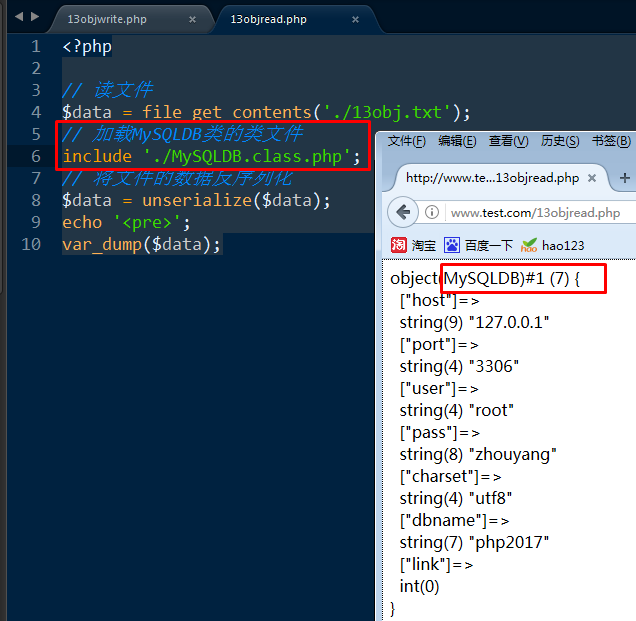 13objwrite.php × 13objread.php ×
1 <?php
2
3 // 读文件
4 $data = file_get_contents('./13obj.txt');
5 // 加载MySQLDB类的类文件
6 include './MySQLDB.class.php';
7 // 将文件的数据反序列化
8 $data = unserialize($data);
9 echo '<pre>';
10 var_dump($data);
文件(F) 编辑(E) 查看(V) 历史(S) 书签(B)
http://www.te...13objread.php × +
www.test.com/13objread.php
淘 淘宝 百度一下 hao hao123
object(MySQLDB)#1 (7) {
["host"]=>
string(9) "127.0.0.1"
["port"]=>
string(4) "3306"
["user"]=>
string(4) "root"
["pass"]=>
string(8) "zhouyang"
["charset"]=>
string(4) "utf8"
["dbname"]=>
string(7) "php2017"
["link"]=>
int(0)
}